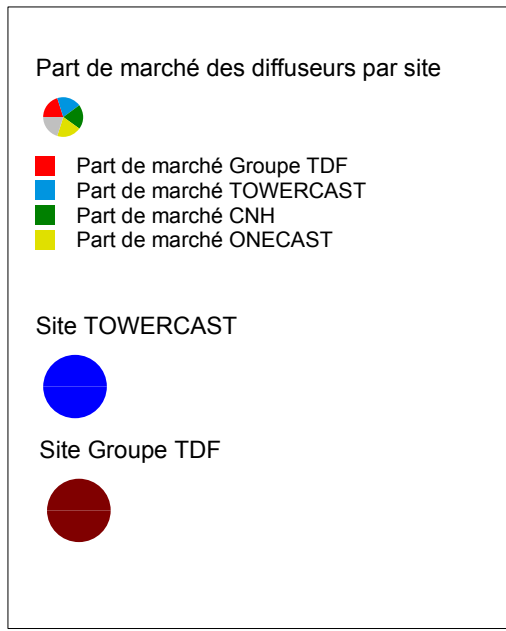 Part de marché des diffuseurs par site
Part de marché Groupe TDF
Part de marché TOWERCAST
Part de marché CNH
Part de marché ONECAST
Site TOWERCAST
Site Groupe TDF